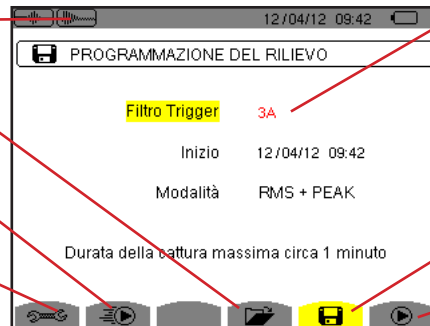 12/04/12 09:42
PROGRAMMAZIONE DEL RILIEVO
Filtro Trigger 3A
Inizio 12/04/12 09:42
Modalità RMS + PEAK
Durata della cattura massima circa 1 minuto